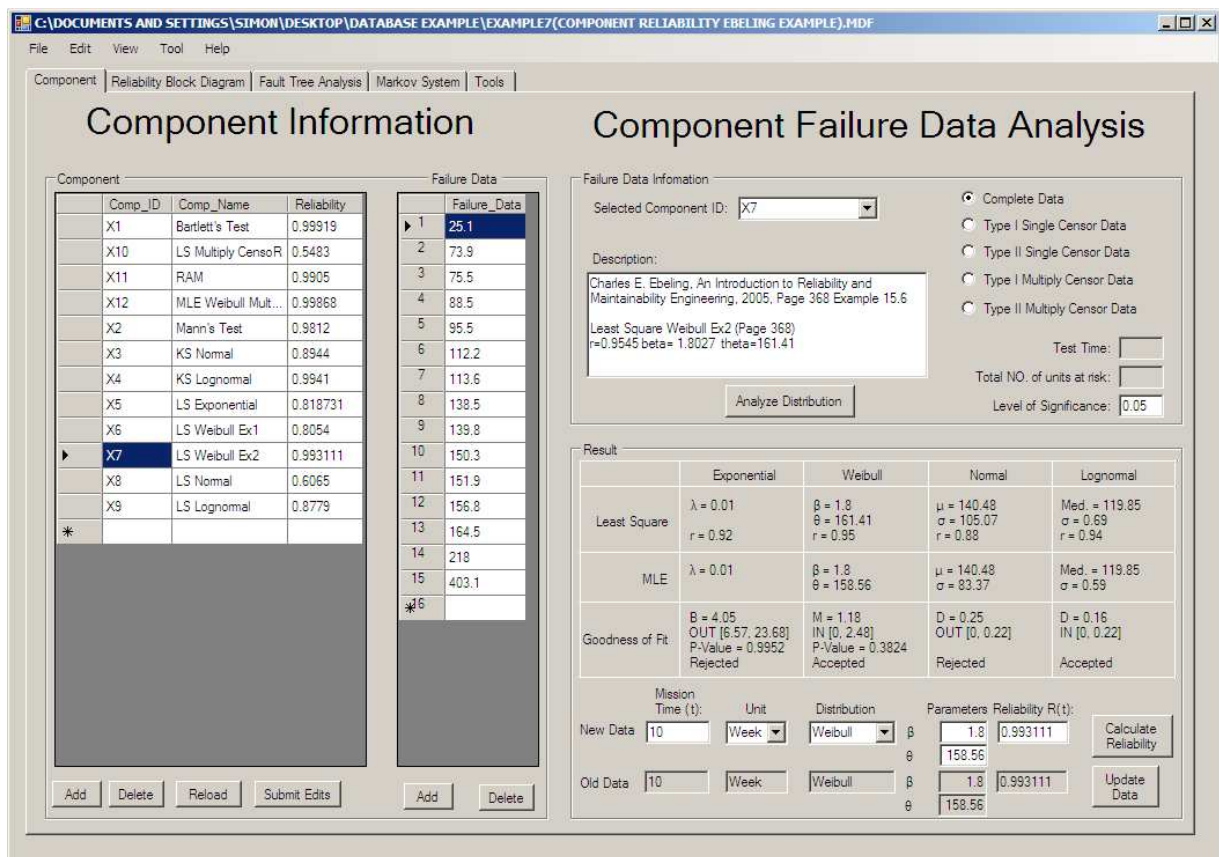 C:\DOCUMENTS AND SETTINGS\SIMON\DESKTOP\DATABASE EXAMPLE\EXAMPLE7(COMPONENT RELIABILITY EBELING EXAMPLE).MDF
File Edit View Tool Help
Component Reliability Block Diagram Fault Tree Analysis Markov System Tools
Component Information
Component
Comp_ID Comp_Name Reliability
X1 Bartlett's Test 0.99919
X10 LS Multiply CensoR 0.5483
X11 RAM 0.9905
X12 MLE Weibull Mult... 0.99868
X2 Mann's Test 0.9812
X3 KS Normal 0.8944
X4 KS Lognormal 0.9941
X5 LS Exponential 0.818731
X6 LS Weibull Ex1 0.8054
X7 LS Weibull Ex2 0.993111
X8 LS Normal 0.6065
X9 LS Lognormal 0.8779
Add Delete Reload Submit Edits
Failure Data
Failure_Data
1 25.1
2 73.9
3 75.5
4 88.5
5 95.5
6 112.2
7 113.6
8 138.5
9 139.8
10 150.3
11 151.9
12 156.8
13 164.5
14 218
15 403.1
16
Add Delete
Component Failure Data Analysis
Failure Data Infomation
Selected Component ID: X7
Description:
Charles E. Ebeling, An Introduction to Reliability and
Maintainability Engineering, 2005, Page 368 Example 15.6
Least Square Weibull Ex2 (Page 368)
r=0.9545 beta= 1.8027 theta=161.41
Analyze Distribution
Complete Data
Type I Single Censor Data
Type II Single Censor Data
Type I Multiply Censor Data
Type II Multiply Censor Data
Test Time:
Total NO. of units at risk:
Level of Significance: 0.05
Result
Exponential Weibull Normal Lognormal
Least Square
λ = 0.01
r = 0.92
β = 1.8
θ = 161.41
r = 0.95
μ = 140.48
σ = 105.07
r = 0.88
Med. = 119.85
σ = 0.69
r = 0.94
MLE
λ = 0.01
β = 1.8
θ = 158.56
μ = 140.48
σ = 83.37
Med. = 119.85
σ = 0.59
Goodness of Fit
B = 4.05
OUT [6.57, 23.68]
P-Value = 0.9952
Rejected
M = 1.18
IN [0, 2.48]
P-Value = 0.3824
Accepted
D = 0.25
OUT [0, 0.22]
Rejected
D = 0.16
IN [0, 0.22]
Accepted
Mission
Time (t): Unit Distribution Parameters Reliability R(t):
New Data 10 Week Weibull β 1.8 0.993111
θ 158.56
Calculate
Reliability
Old Data 10 Week Weibull β 1.8 0.993111
θ 158.56
Update
Data